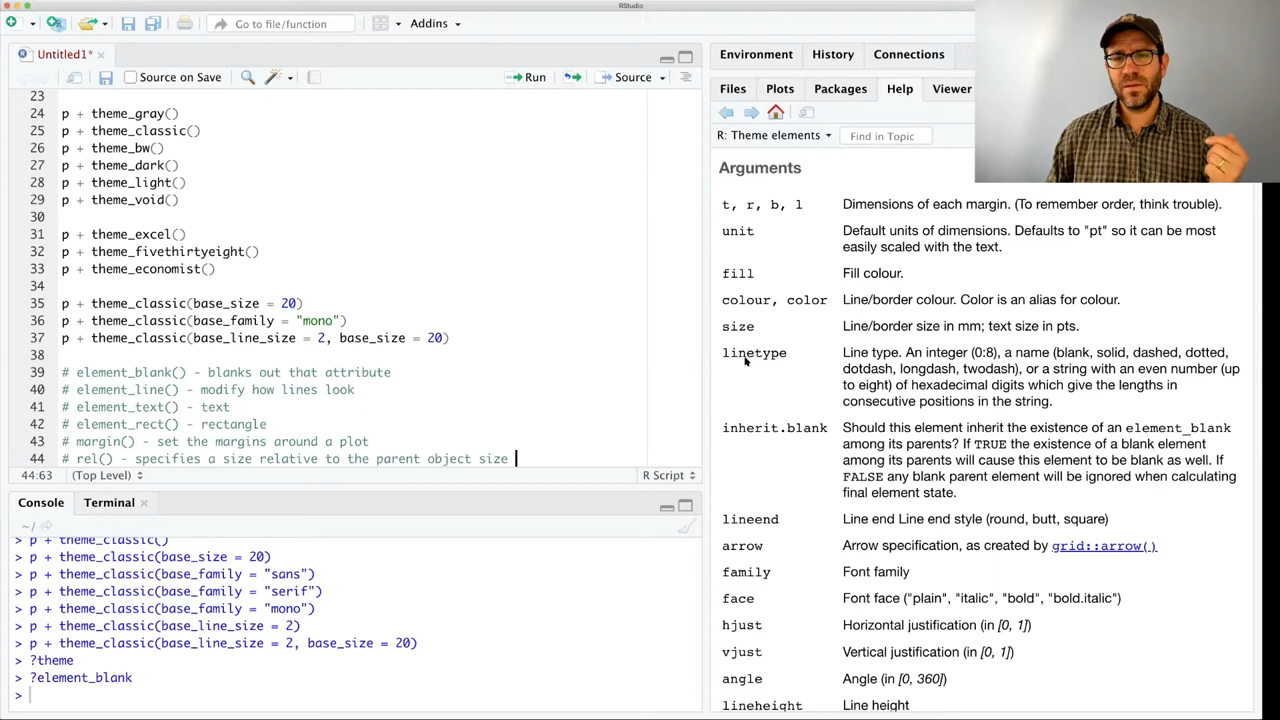 RStudio
Go to file/function
Addins
Untitled1*
Source on Save
Run
Source
23
24 p + theme_gray()
25 p + theme_classic()
26 p + theme_bw()
27 p + theme_dark()
28 p + theme_light()
29 p + theme_void()
30
31 p + theme_excel()
32 p + theme_fivethirtyeight()
33 p + theme_economist()
34
35 p + theme_classic(base_size = 20)
36 p + theme_classic(base_family = "mono")
37 p + theme_classic(base_line_size = 2, base_size = 20)
38
39 # element_blank() - blanks out that attribute
40 # element_line() - modify how lines look
41 # element_text() - text
42 # element_rect() - rectangle
43 # margin() - set the margins around a plot
44 # rel() - specifies a size relative to the parent object size
44:63 (Top Level) R Script
Console Terminal
~/
> p + theme_classic()
> p + theme_classic(base_size = 20)
> p + theme_classic(base_family = "sans")
> p + theme_classic(base_family = "serif")
> p + theme_classic(base_family = "mono")
> p + theme_classic(base_line_size = 2)
> p + theme_classic(base_line_size = 2, base_size = 20)
> ?theme
> ?element_blank
>
Environment History Connections
Files Plots Packages Help Viewer
R: Theme elements Find in Topic
Arguments
t, r, b, l Dimensions of each margin. (To remember order, think trouble).
unit Default units of dimensions. Defaults to "pt" so it can be most
easily scaled with the text.
fill Fill colour.
colour, color Line/border colour. Color is an alias for colour.
size Line/border size in mm; text size in pts.
linetype Line type. An integer (0:8), a name (blank, solid, dashed, dotted,
dotdash, longdash, twodash), or a string with an even number (up
to eight) of hexadecimal digits which give the lengths in
consecutive positions in the string.
inherit.blank Should this element inherit the existence of an element_blank
among its parents? If TRUE the existence of a blank element
among its parents will cause this element to be blank as well. If
FALSE any blank parent element will be ignored when calculating
final element state.
lineend Line end Line end style (round, butt, square)
arrow Arrow specification, as created by grid::arrow()
family Font family
face Font face ("plain", "italic", "bold", "bold.italic")
hjust Horizontal justification (in [0, 1])
vjust Vertical justification (in [0, 1])
angle Angle (in [0, 360])
lineheight Line height